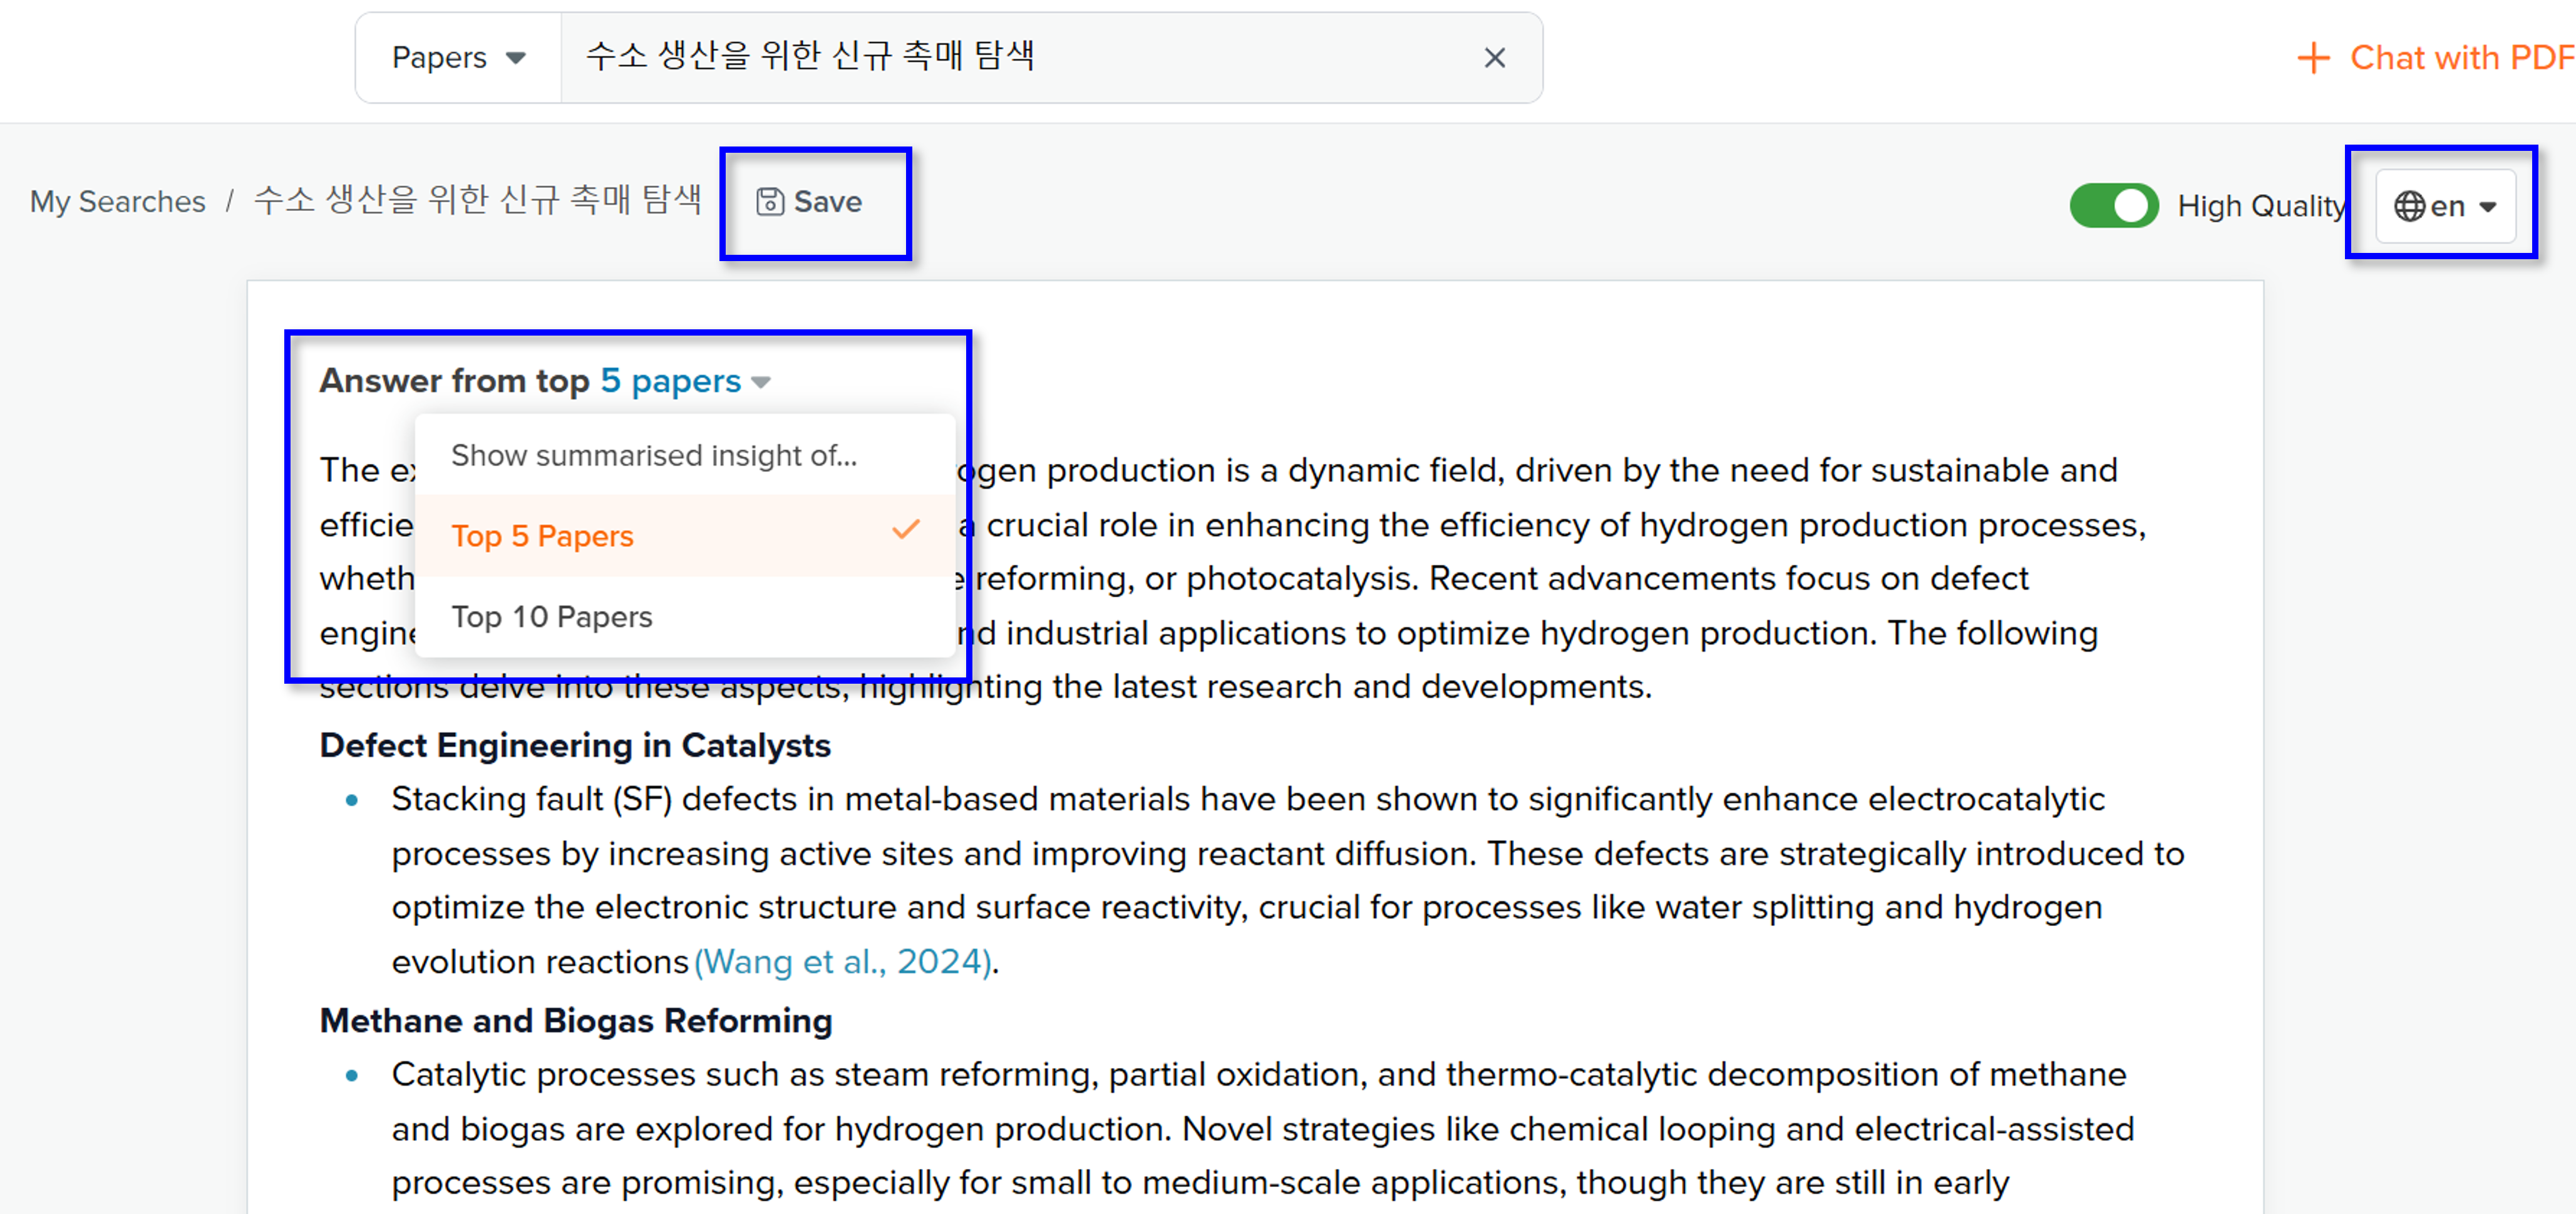 Papers 수소 생산을 위한 신규 촉매 탐색
Chat with PDF
My Searches / 수소 생산을 위한 신규 촉매 탐색 Save
High Quality en
Answer from top 5 papers
Show summarised insight of...
Top 5 Papers
Top 10 Papers
The rogen production is a dynamic field, driven by the need for sustainable and
efficie a crucial role in enhancing the efficiency of hydrogen production processes,
wheth reforming, or photocatalysis. Recent advancements focus on defect
engine nd industrial applications to optimize hydrogen production. The following
sections delve into these aspects, highlighting the latest research and developments.
Defect Engineering in Catalysts
• Stacking fault (SF) defects in metal-based materials have been shown to significantly enhance electrocatalytic
processes by increasing active sites and improving reactant diffusion. These defects are strategically introduced to
optimize the electronic structure and surface reactivity, crucial for processes like water splitting and hydrogen
evolution reactions (Wang et al., 2024).
Methane and Biogas Reforming
• Catalytic processes such as steam reforming, partial oxidation, and thermo-catalytic decomposition of methane
and biogas are explored for hydrogen production. Novel strategies like chemical looping and electrical-assisted
processes are promising, especially for small to medium-scale applications, though they are still in early